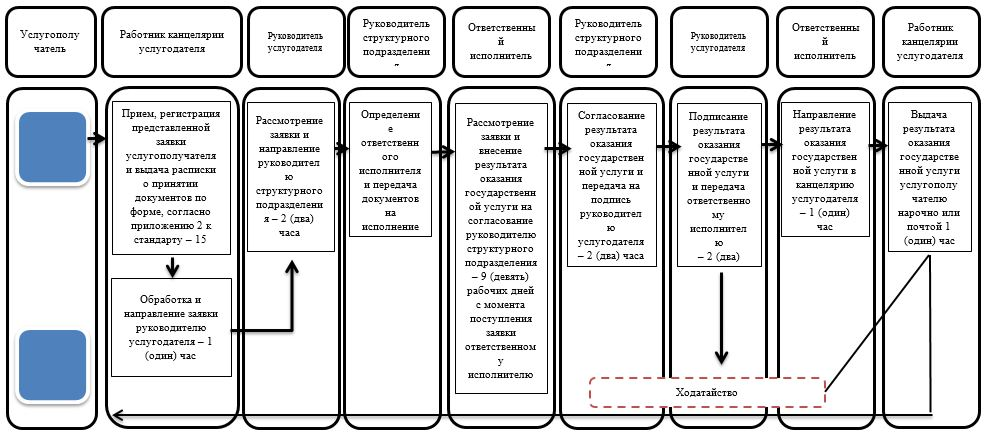 Услугополу
чатель
Работник канцелярии
услугодателя
Руководитель
услугодателя
Руководитель
структурного
подразделени
Ответственны
й
исполнитель
Руководитель
структурного
подразделени
Руководитель
услугодателя
Ответственны
й
исполнитель
Работник
канцелярии
услугодателя
Прием, регистрация
представленной
заявки
услугополучателя
и выдача расписки
о принятии
документов по
форме, согласно
приложению 2 к
стандарту – 15
Обработка и
направление заявки
руководителю
услугодателя – 1
(один) час
Рассмотрение
заявки и
направление
руководител
ю
структурного
подразделени
я – 2 (два)
часа
Определени
е
ответственн
ого
исполнителя
и передача
документов
на
исполнение
Рассмотрение
заявки и
внесение
результата
оказания
государственн
ой услуги на
согласование
руководителю
структурного
подразделения
– 9 (девять)
рабочих дней
с момента
поступления
заявки
ответственном
у
исполнителю
Согласование
результата
оказания
государствен
ной услуги и
передача на
подпись
руководител
ю
услугодателя
– 2 (два) часа
Подписание
результата
оказания
государстве
нной услуги
и передача
ответственно
му
исполнител
ю
– 2 (два)
Направление
результата
оказания
государствен
ной услуги в
канцелярию
услугодателя
– 1 (один)
час
Выдача
результата
оказания
государстве
нной услуги
услугополу
чателю
нарочно или
почтой 1
(один) час
Ходатайство